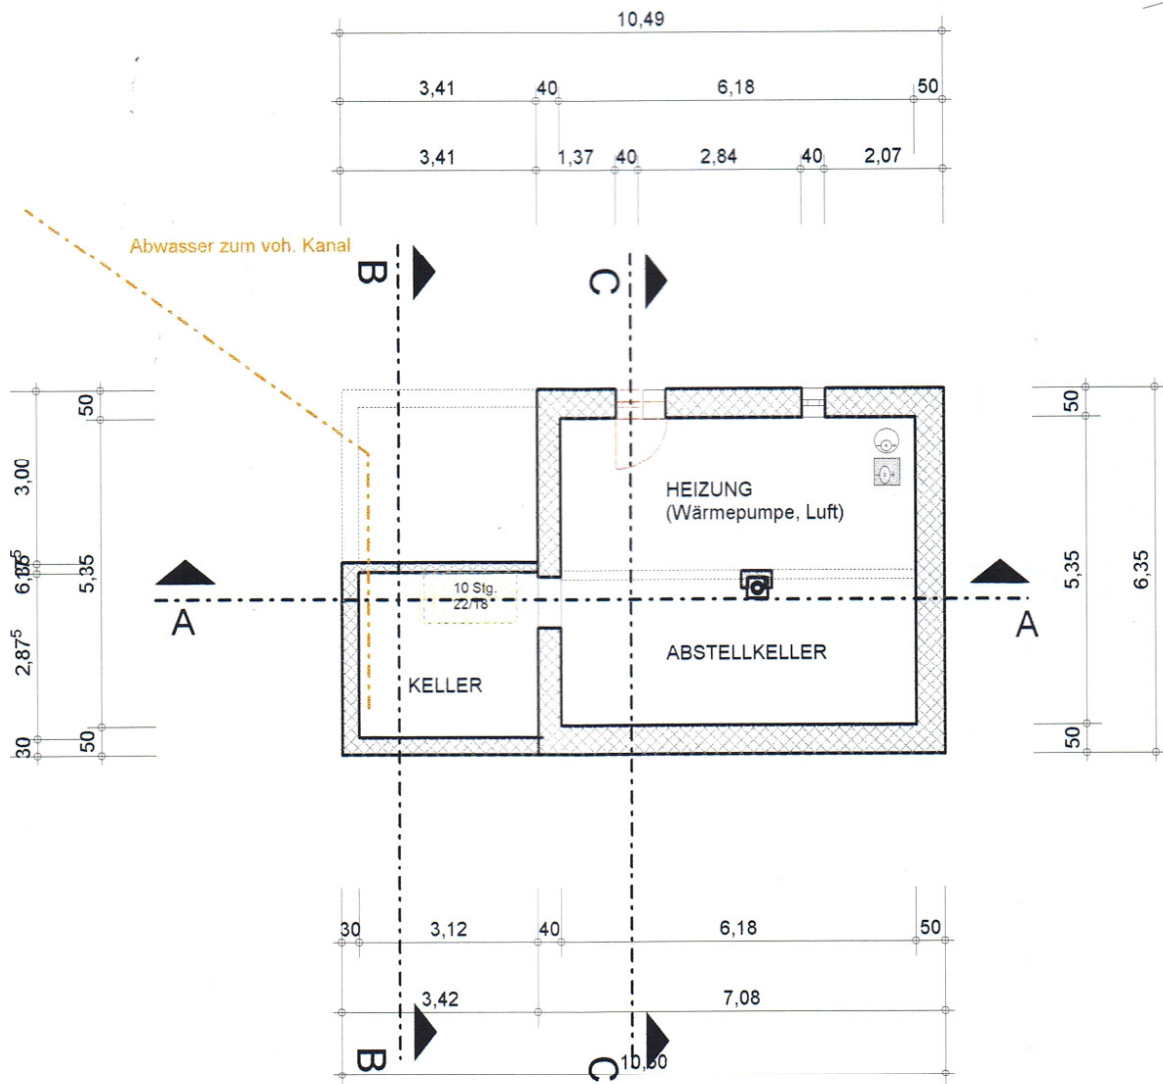 10,49
3,41 40 6,18 50
3,41 1,37 40 2,84 40 2,07
Abwasser zum voh. Kanal
B
C
50
3,00
2,87⁵
30
50
5,35
50
HEIZUNG
(Wärmepumpe, Luft)
10 Stg.
22/18
A
A
KELLER
ABSTELLKELLER
50
5,35
50
6,35
30 3,12 40 6,18 50
3,42 7,08
B
C